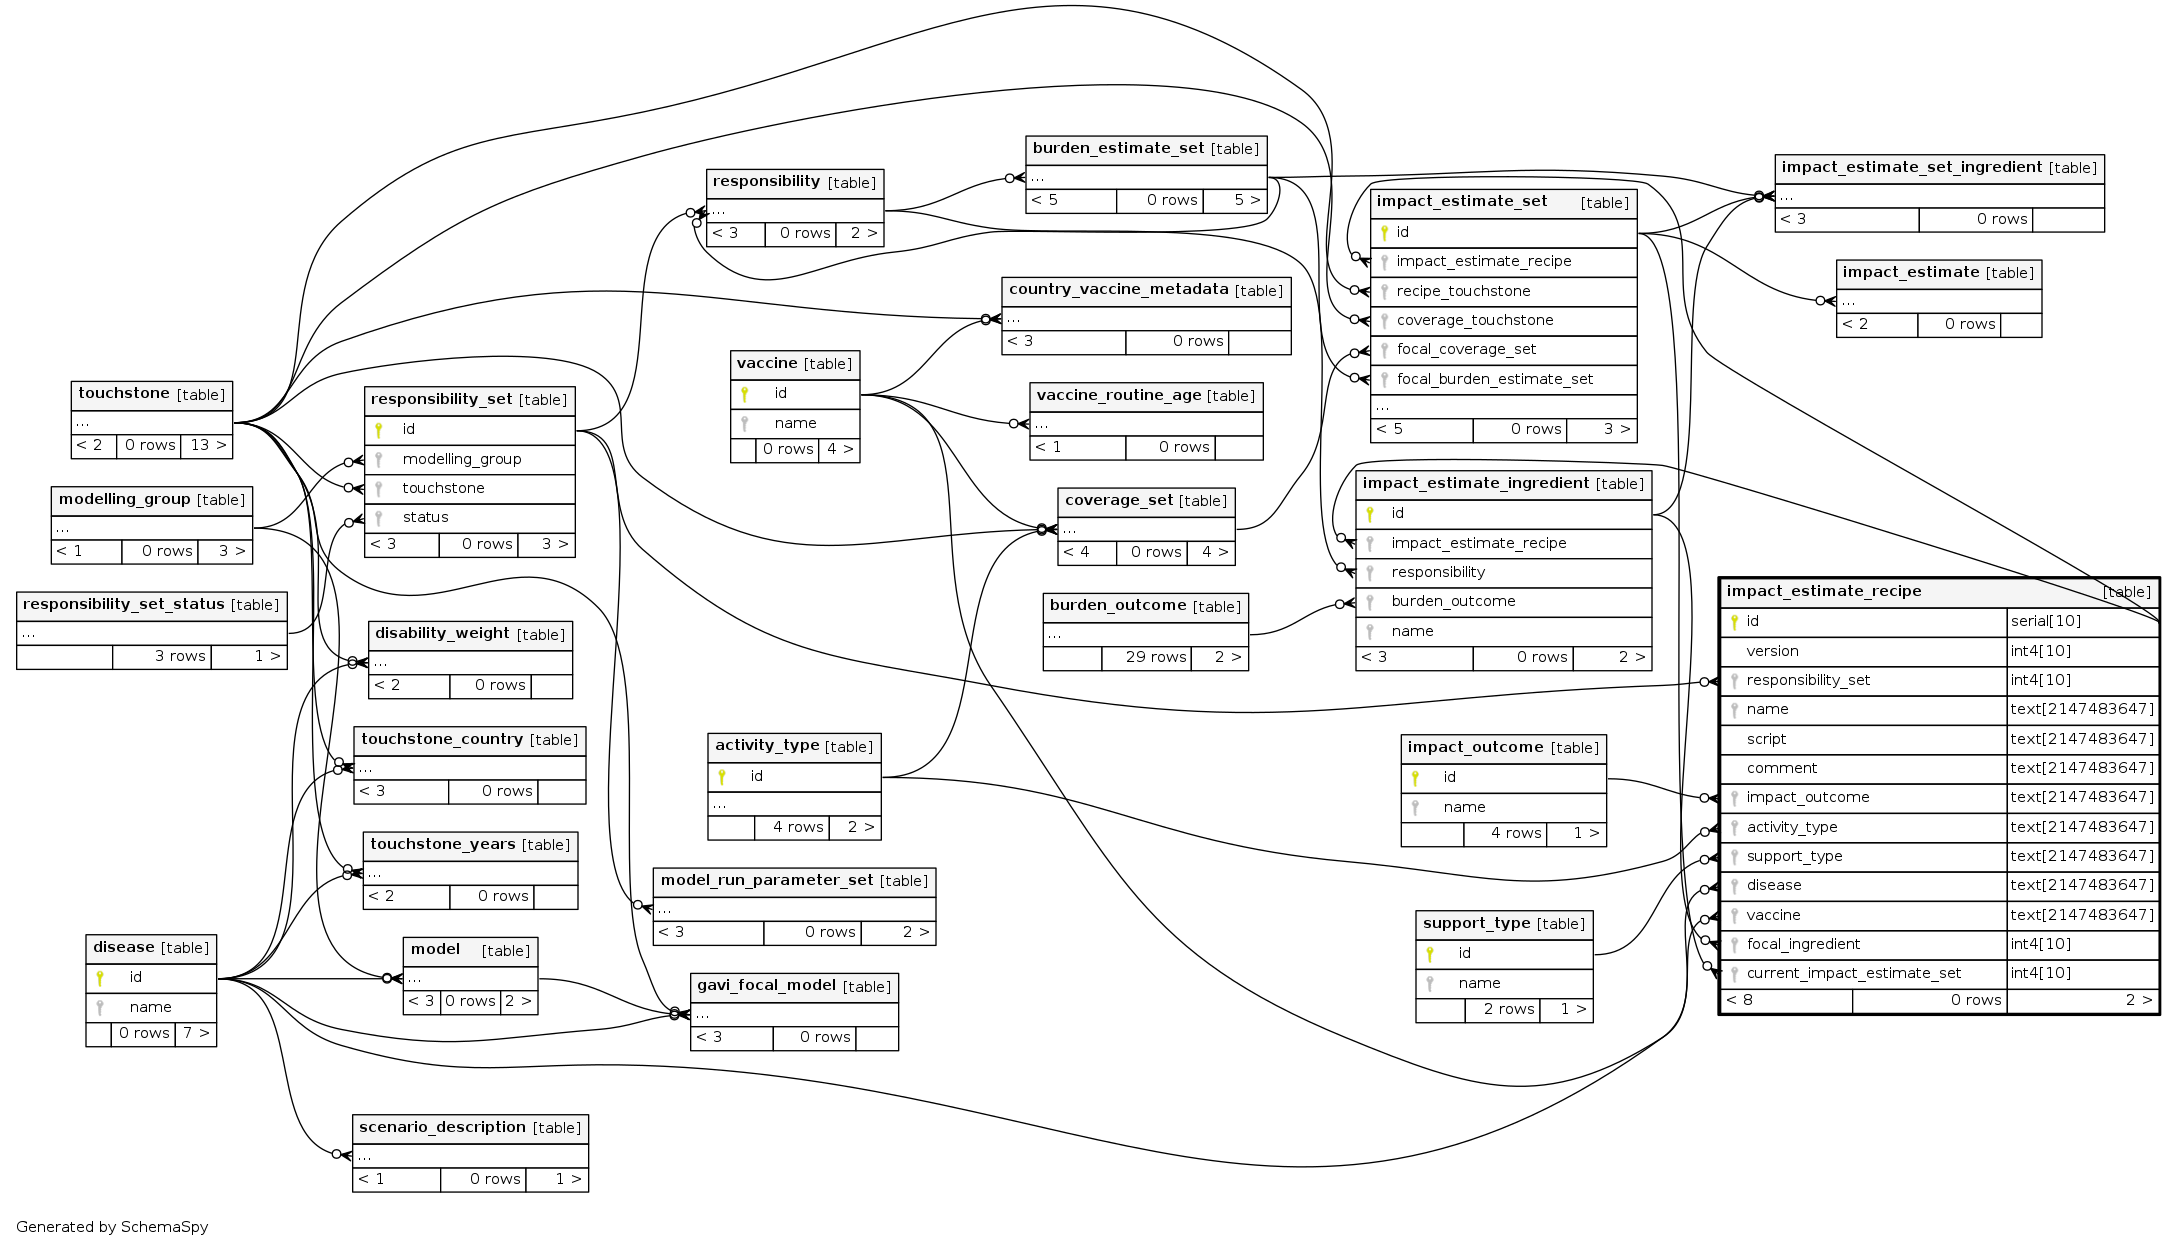 burden_estimate_set [table]
...
< 5 0 rows 5 >
impact_estimate_set_ingredient [table]
...
< 3 0 rows
responsibility [table]
...
< 3 0 rows 2 >
impact_estimate_set [table]
id
impact_estimate_recipe
recipe_touchstone
coverage_touchstone
focal_coverage_set
focal_burden_estimate_set
...
< 5 0 rows 3 >
impact_estimate [table]
...
< 2 0 rows
country_vaccine_metadata [table]
...
< 3 0 rows
vaccine [table]
id
name
0 rows 4 >
touchstone [table]
...
< 2 0 rows 13 >
responsibility_set [table]
id
modelling_group
touchstone
status
< 3 0 rows 3 >
vaccine_routine_age [table]
...
< 1 0 rows
modelling_group [table]
...
< 1 0 rows 3 >
coverage_set [table]
...
< 4 0 rows 4 >
impact_estimate_ingredient [table]
id
impact_estimate_recipe
responsibility
burden_outcome
name
< 3 0 rows 2 >
responsibility_set_status [table]
...
3 rows 1 >
burden_outcome [table]
...
29 rows 2 >
disability_weight [table]
...
< 2 0 rows
impact_estimate_recipe [table]
id serial[10]
version int4[10]
responsibility_set int4[10]
name text[2147483647]
script text[2147483647]
comment text[2147483647]
impact_outcome text[2147483647]
activity_type text[2147483647]
support_type text[2147483647]
disease text[2147483647]
vaccine text[2147483647]
focal_ingredient int4[10]
current_impact_estimate_set int4[10]
< 8 0 rows 2 >
touchstone_country [table]
...
< 3 0 rows
activity_type [table]
id
...
4 rows 2 >
impact_outcome [table]
id
name
4 rows 1 >
touchstone_years [table]
...
< 2 0 rows
model_run_parameter_set [table]
...
< 3 0 rows 2 >
support_type [table]
id
name
2 rows 1 >
disease [table]
id
name
0 rows 7 >
model [table]
...
< 3 0 rows 2 >
gavi_focal_model [table]
...
< 3 0 rows
scenario_description [table]
...
< 1 0 rows 1 >
Generated by SchemaSpy